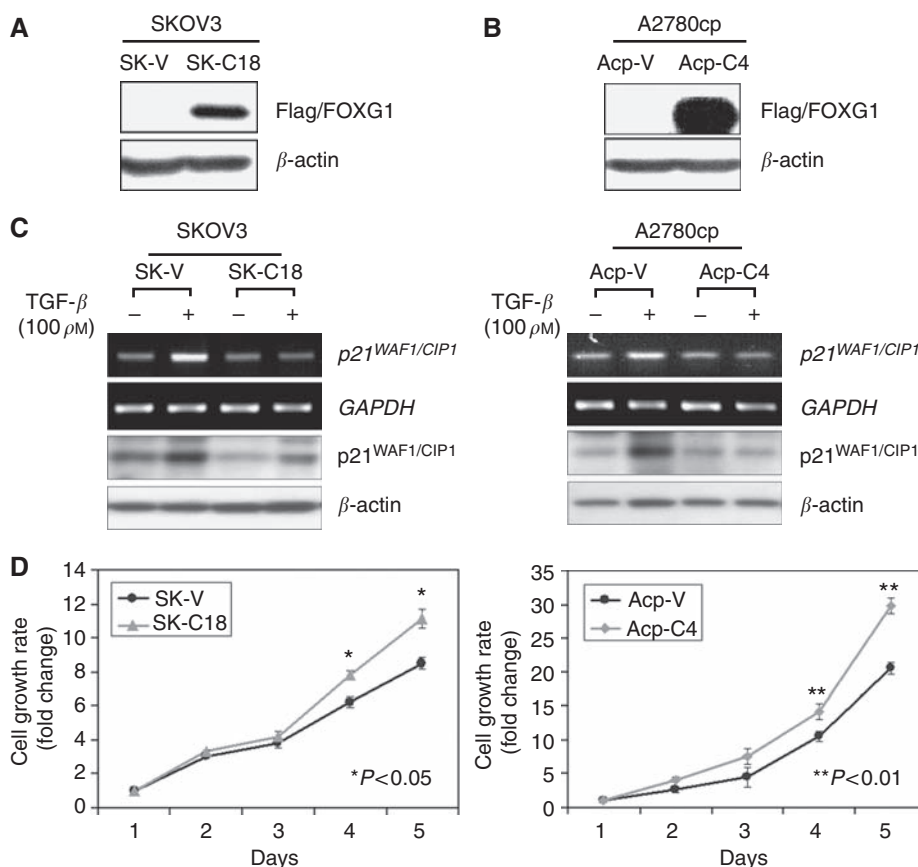 A
SKOV3
SK-V SK-C18
Flag/FOXG1
β-actin
B
A2780cp
Acp-V Acp-C4
Flag/FOXG1
β-actin
C
SKOV3
SK-V SK-C18
TGF-β
(100 ρM)
– + – +
p21WAF1/CIP1
GAPDH
p21WAF1/CIP1
β-actin
A2780cp
Acp-V Acp-C4
TGF-β
(100 ρM)
– + – +
p21WAF1/CIP1
GAPDH
p21WAF1/CIP1
β-actin
D
Cell growth rate
(fold change)
14
12
10
8
6
4
2
0
SK-V
SK-C18
*
*
*P<0.05
1 2 3 4 5
Days
Cell growth rate
(fold change)
35
30
25
20
15
10
5
0
Acp-V
Acp-C4
**
**
**P<0.01
1 2 3 4 5
Days